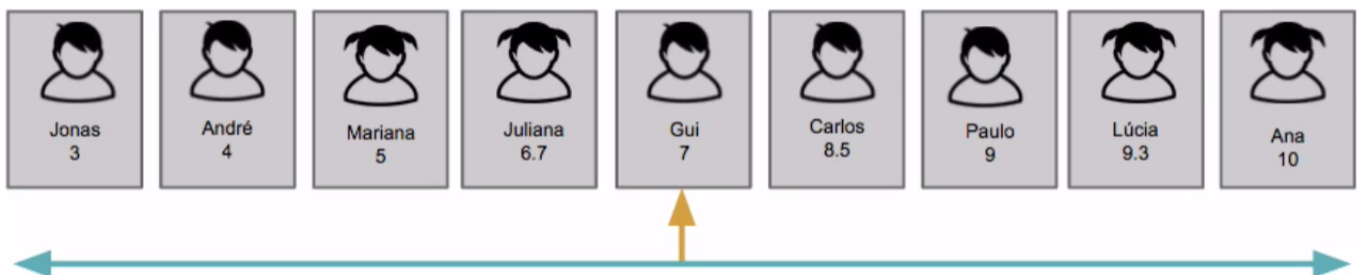 Jonas
3
André
4
Mariana
5
Juliana
6.7
Gui
7
Carlos
8.5
Paulo
9
Lúcia
9.3
Ana
10